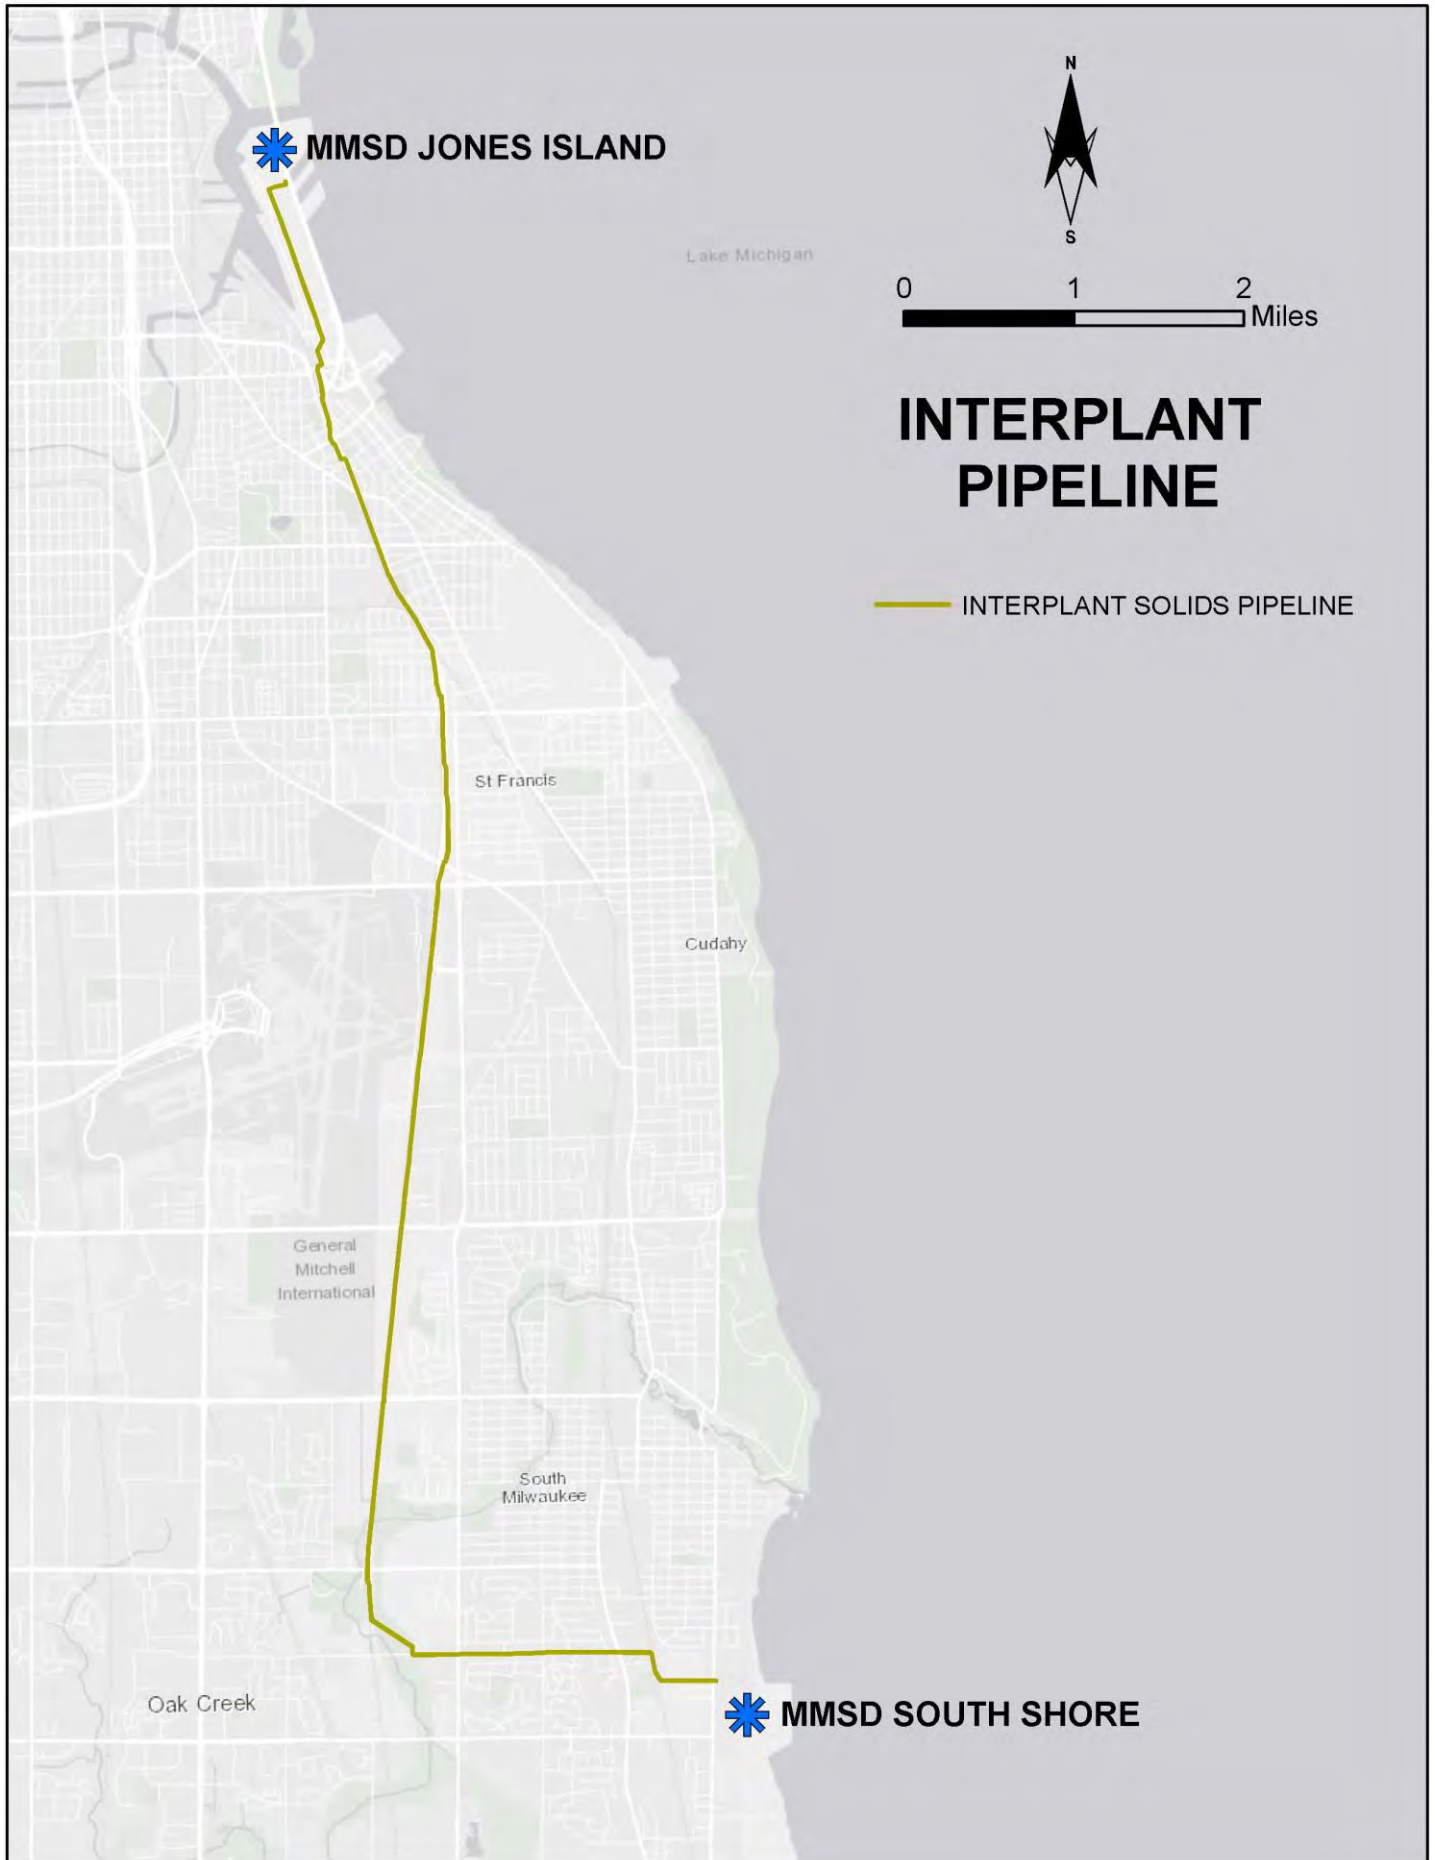 N
MMSD JONES ISLAND
S
Lake Michigan
0 1 2
Miles
INTERPLANT
PIPELINE
INTERPLANT SOLIDS PIPELINE
St Francis
Cudahy
General
Mitchell
International
South
Milwaukee
Oak Creek
MMSD SOUTH SHORE